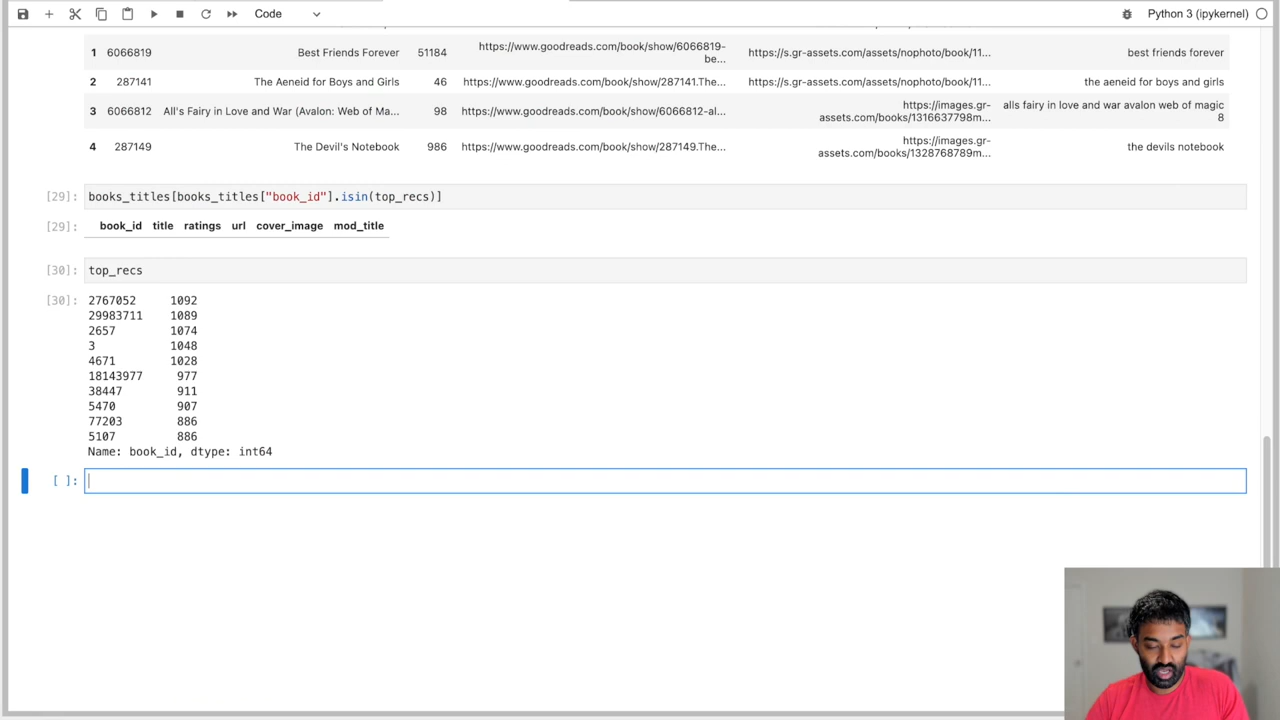 Code
Python 3 (ipykernel)
1 6066819 Best Friends Forever 51184 https://www.goodreads.com/book/show/6066819-be... https://s.gr-assets.com/assets/nophoto/book/11... best friends forever
2 287141 The Aeneid for Boys and Girls 46 https://www.goodreads.com/book/show/287141.The... https://s.gr-assets.com/assets/nophoto/book/11... the aeneid for boys and girls
3 6066812 All's Fairy in Love and War (Avalon: Web of Ma... 98 https://www.goodreads.com/book/show/6066812-al... https://images.gr-assets.com/books/1316637798m... alls fairy in love and war avalon web of magic 8
4 287149 The Devil's Notebook 986 https://www.goodreads.com/book/show/287149.The... https://images.gr-assets.com/books/1328768789m... the devils notebook
[29]: books_titles[books_titles["book_id"].isin(top_recs)]
[29]: book_id title ratings url cover_image mod_title
[30]: top_recs
[30]: 2767052 1092
29983711 1089
2657 1074
3 1048
4671 1028
18143977 977
38447 911
5470 907
77203 886
5107 886
Name: book_id, dtype: int64
[ ]: